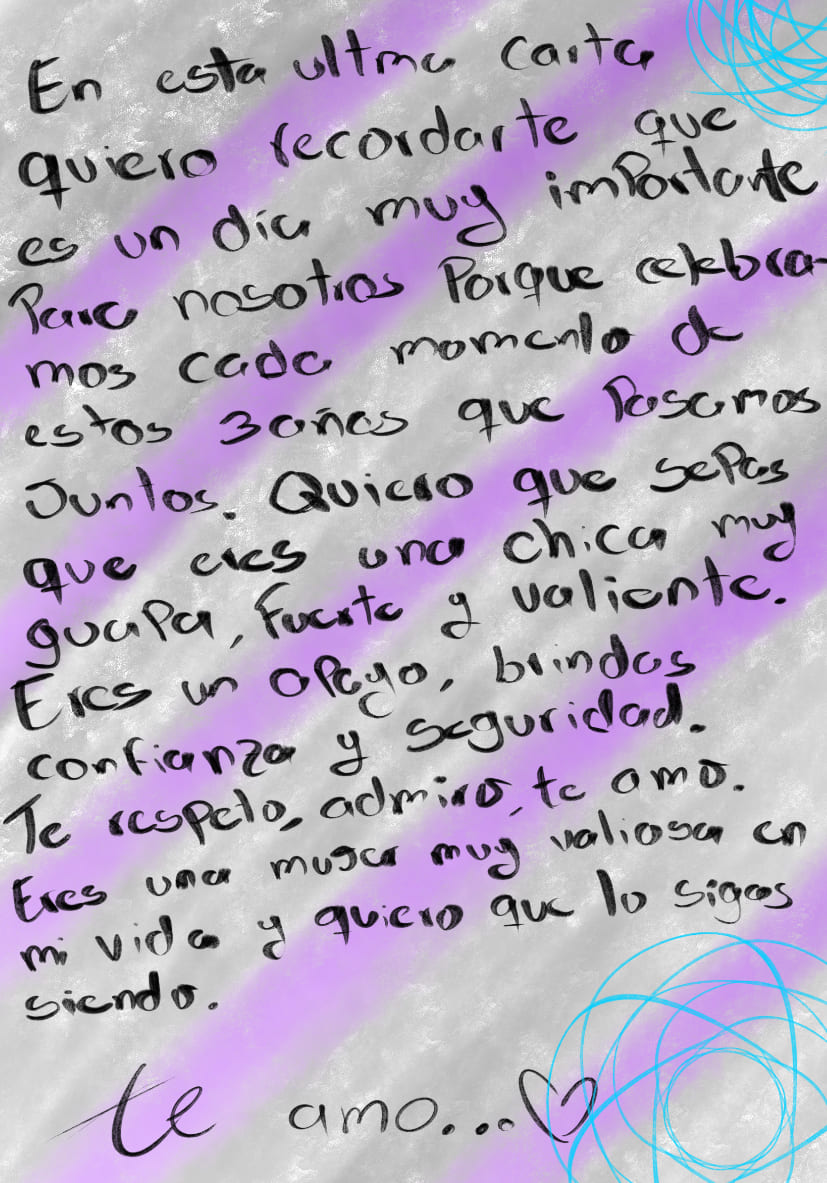 En esta ultma carta
quiero recordarte que
es un día muy importante
Para nosotros Porque celebra-
mos cada momento de
estos 3 años que Pasamos
Juntos. Quiero que sePas
que eres una chica muy
guaPa, Fuerte y valiente.
Eres un aPoyo, brindas
confianza y seguridad.
Te respeto, admiro, te amo.
Eres una mujer muy valiosa en
mi vida y quiero que lo sigas
siendo.
te amo...♡